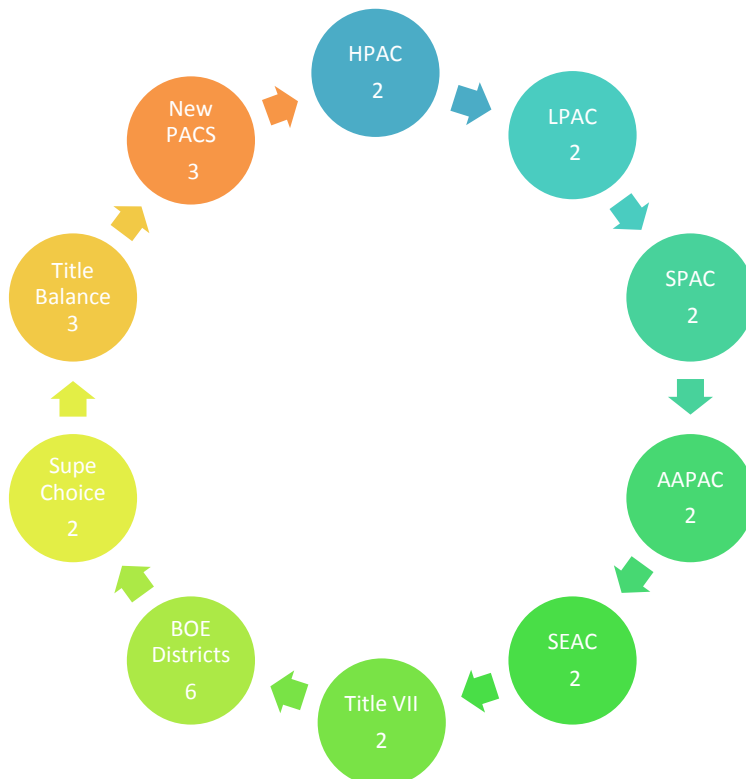 HPAC
2
LPAC
2
SPAC
2
AAPAC
2
SEAC
2
Title VII
2
BOE
Districts
6
Supe
Choice
2
Title
Balance
3
New
PACS
3